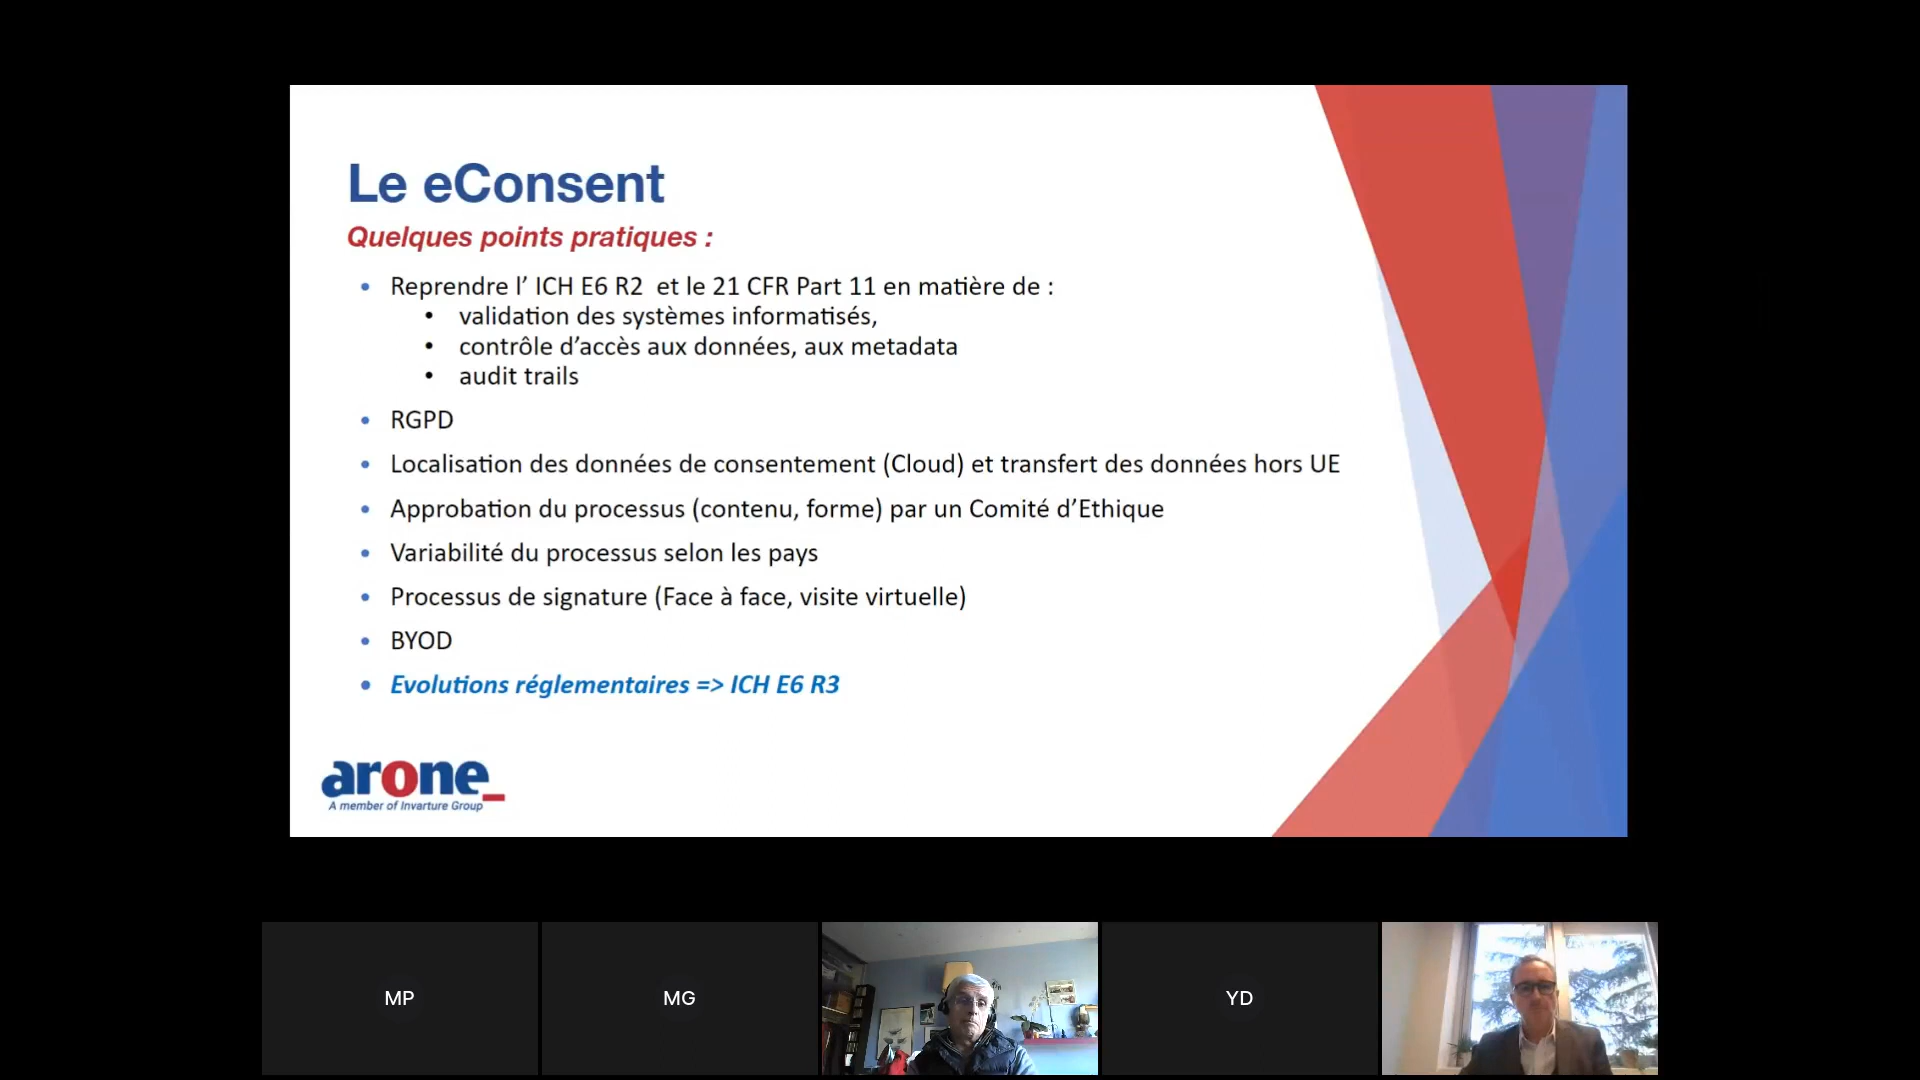 Le eConsent
Quelques points pratiques :
• Reprendre l’ ICH E6 R2  et le 21 CFR Part 11 en matière de :
• validation des systèmes informatisés,
• contrôle d’accès aux données, aux metadata
• audit trails
• RGPD
• Localisation des données de consentement (Cloud) et transfert des données hors UE
• Approbation du processus (contenu, forme) par un Comité d’Ethique
• Variabilité du processus selon les pays
• Processus de signature (Face à face, visite virtuelle)
• BYOD
• Evolutions réglementaires => ICH E6 R3
arone_
A member of Invarture Group
MP
MG
YD